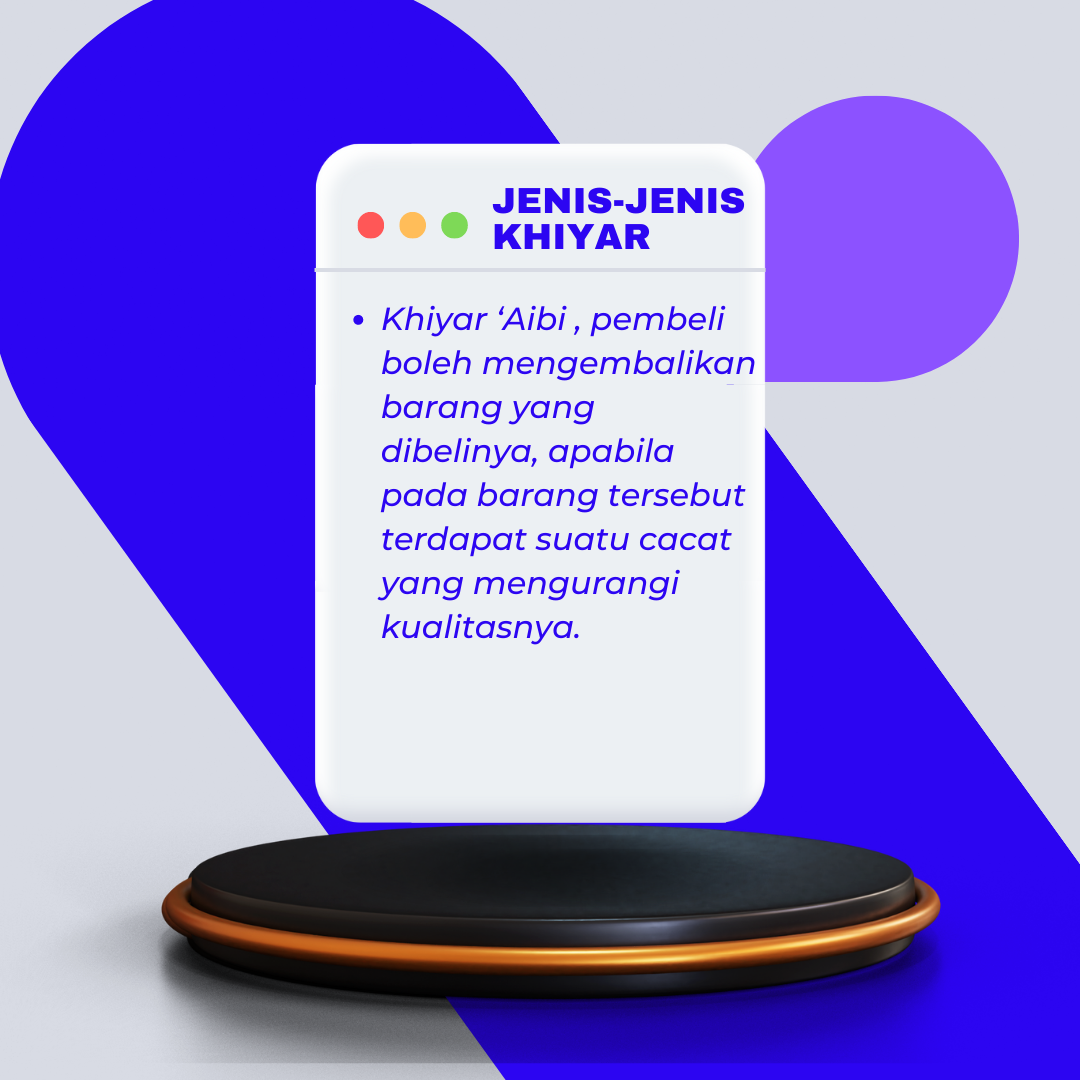 JENIS-JENIS
KHIYAR
• Khiyar ‘Aibi , pembeli
boleh mengembalikan
barang yang
dibelinya, apabila
pada barang tersebut
terdapat suatu cacat
yang mengurangi
kualitasnya.